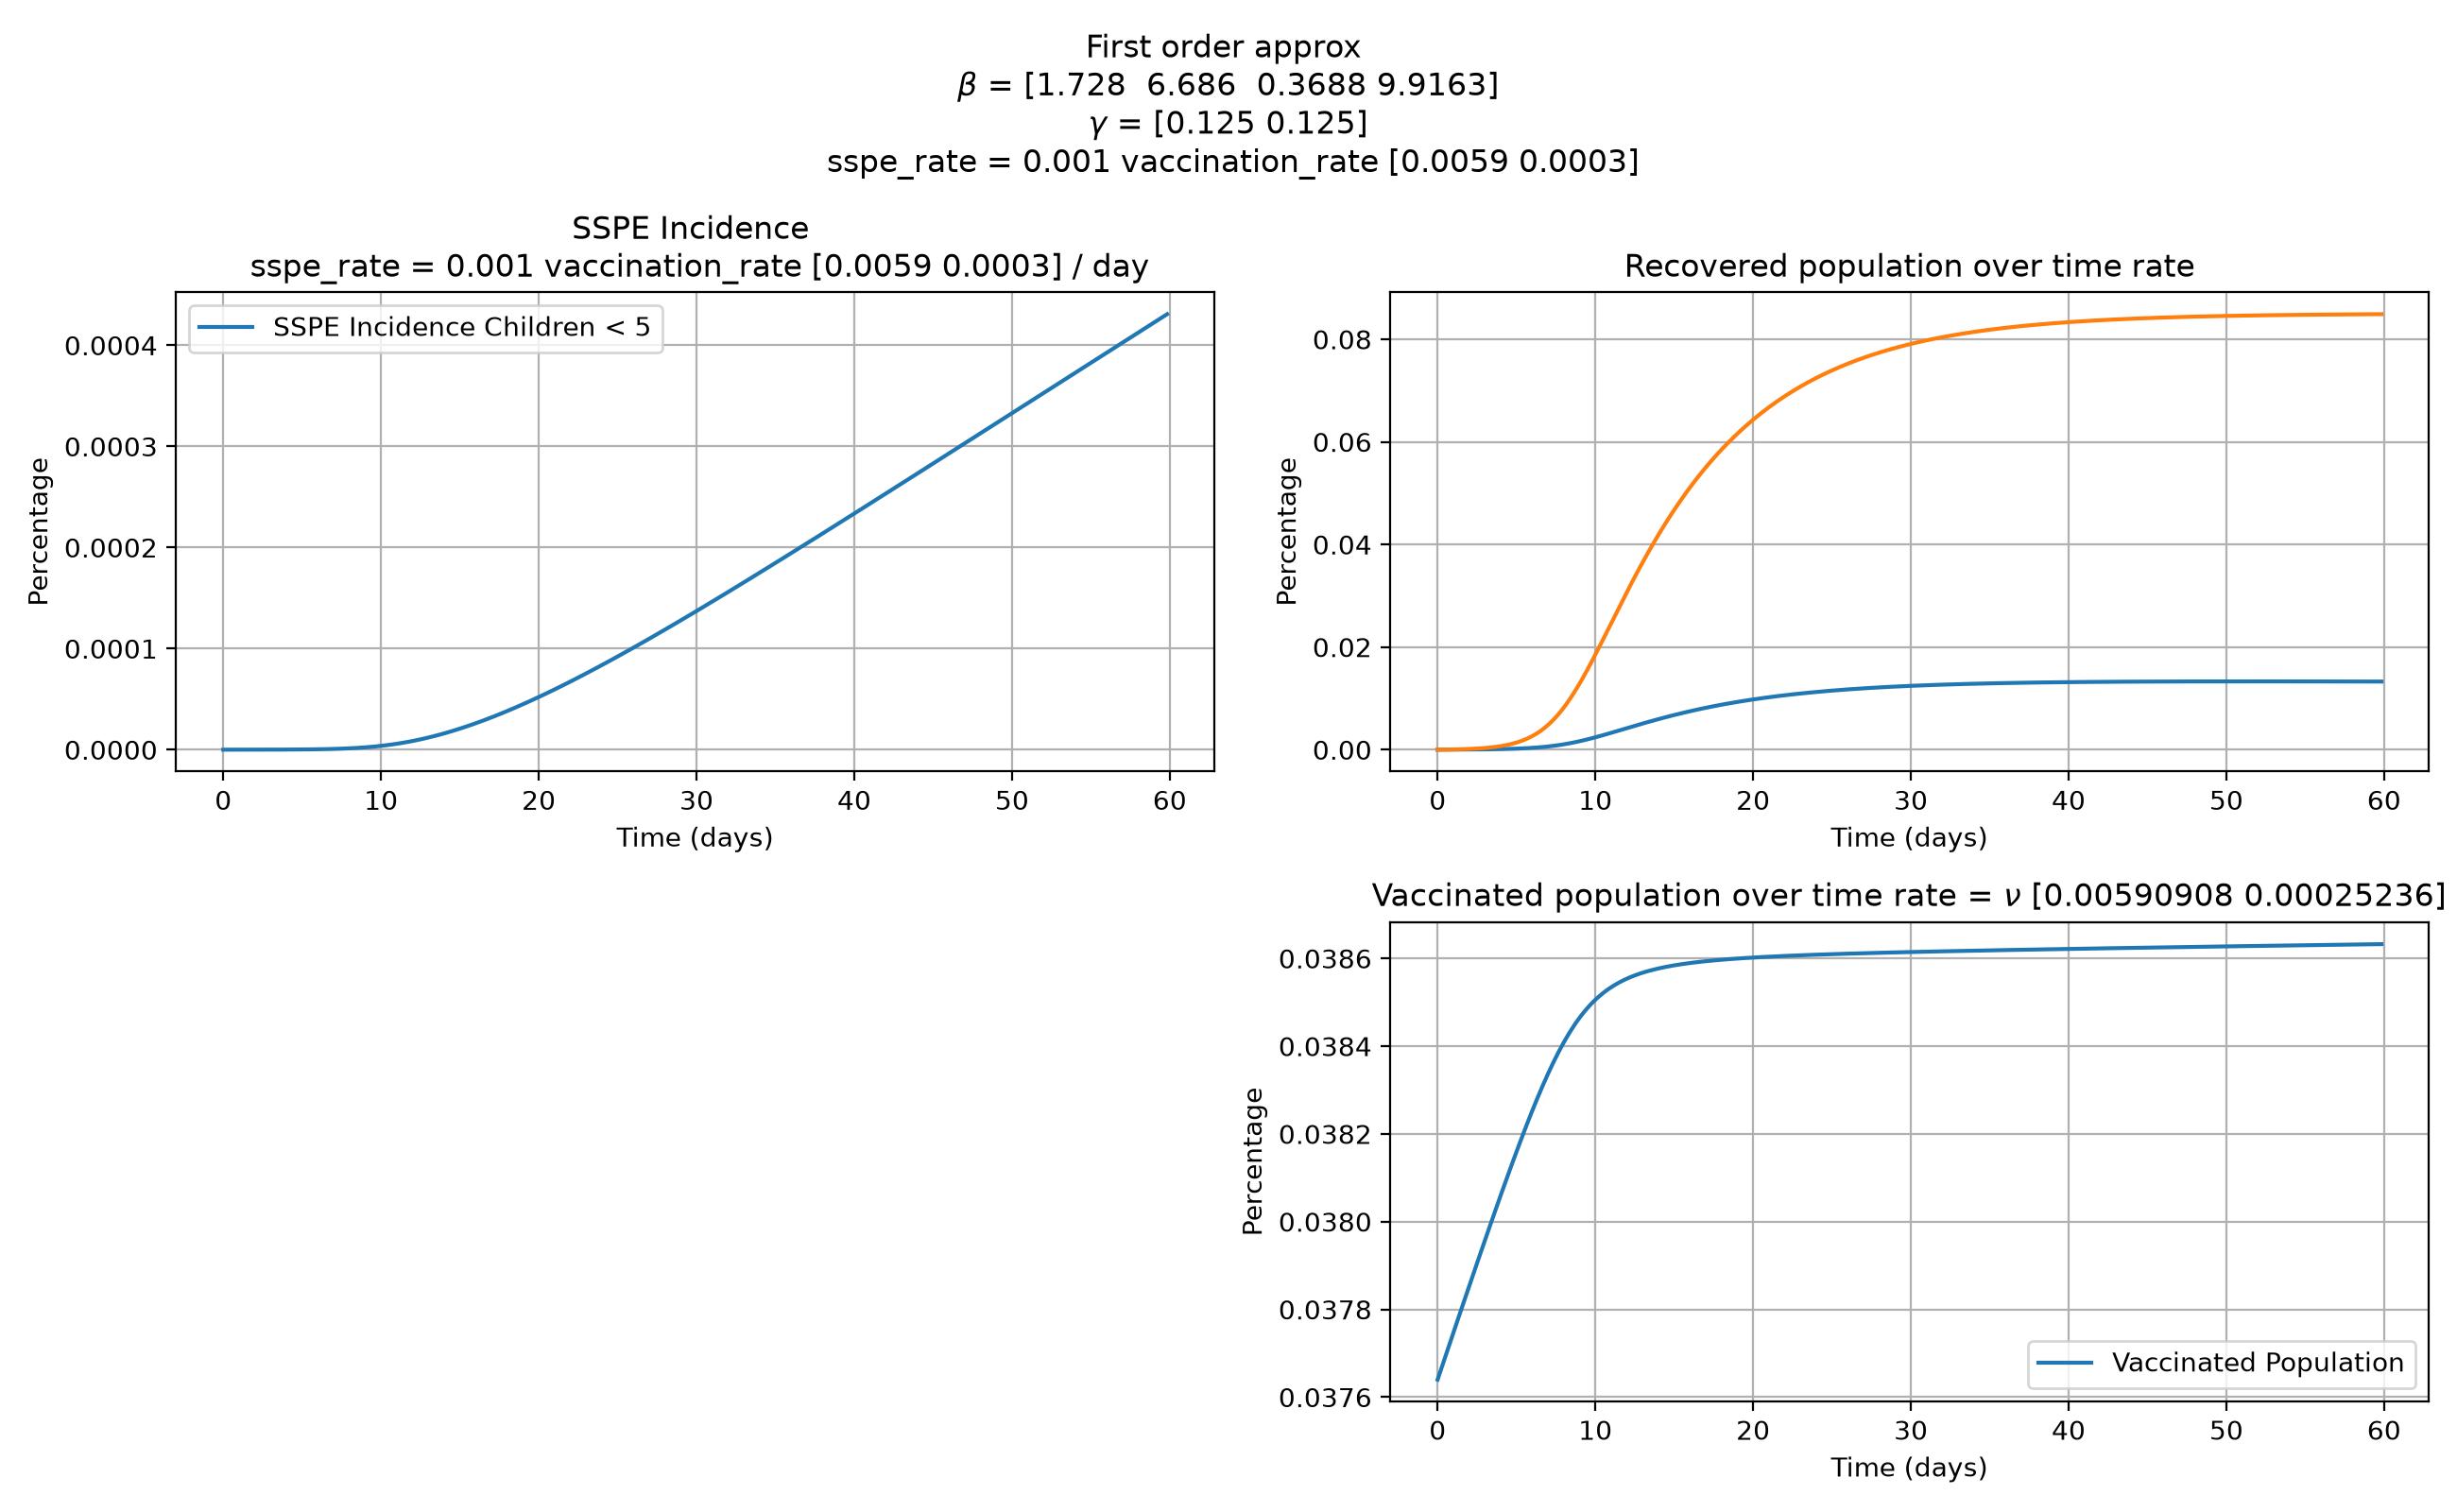 First order approx
β = [1.728  6.686  0.3688 9.9163]
γ = [0.125 0.125]
sspe_rate = 0.001 vaccination_rate [0.0059 0.0003]
SSPE Incidence
sspe_rate = 0.001 vaccination_rate [0.0059 0.0003] / day
SSPE Incidence Children < 5
Percentage
0.0004
0.0003
0.0002
0.0001
0.0000
0 10 20 30 40 50 60
Time (days)
Recovered population over time rate
Percentage
0.08
0.06
0.04
0.02
0.00
0 10 20 30 40 50 60
Time (days)
Vaccinated population over time rate = ν [0.00590908 0.00025236]
Percentage
0.0386
0.0384
0.0382
0.0380
0.0378
0.0376
Vaccinated Population
0 10 20 30 40 50 60
Time (days)